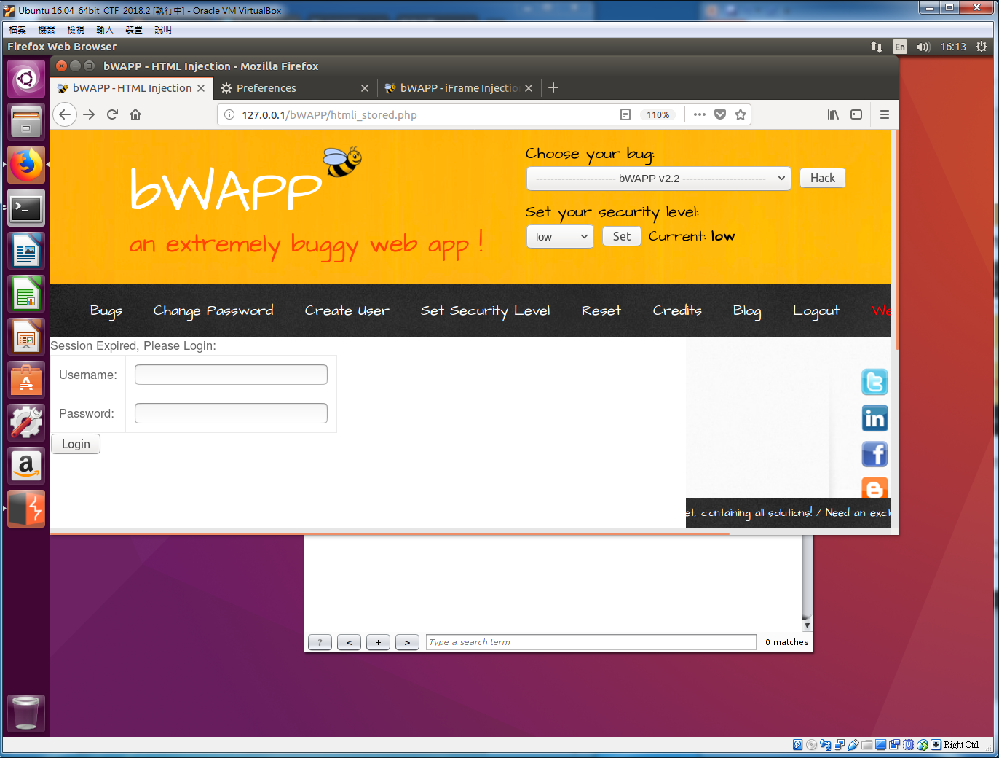 Ubuntu 16.04_64bit_CTF_2018.2 [執行中] - Oracle VM VirtualBox
檔案 機器 檢視 輸入 裝置 說明
Firefox Web Browser En 16:13
bWAPP - HTML Injection - Mozilla Firefox
bWAPP - HTML Injection Preferences bWAPP - iFrame Injectio
127.0.0.1/bWAPP/htmli_stored.php 110%
bWAPP
an extremely buggy web app !
Choose your bug:
---------------------- bWAPP v2.2 ----------------------- Hack
Set your security level:
low Set Current: low
Bugs Change Password Create User Set Security Level Reset Credits Blog Logout We
Session Expired, Please Login:
Username:
Password:
Login
et, containing all solutions! / Need an excl
? < + > Type a search term 0 matches
Right Ctrl